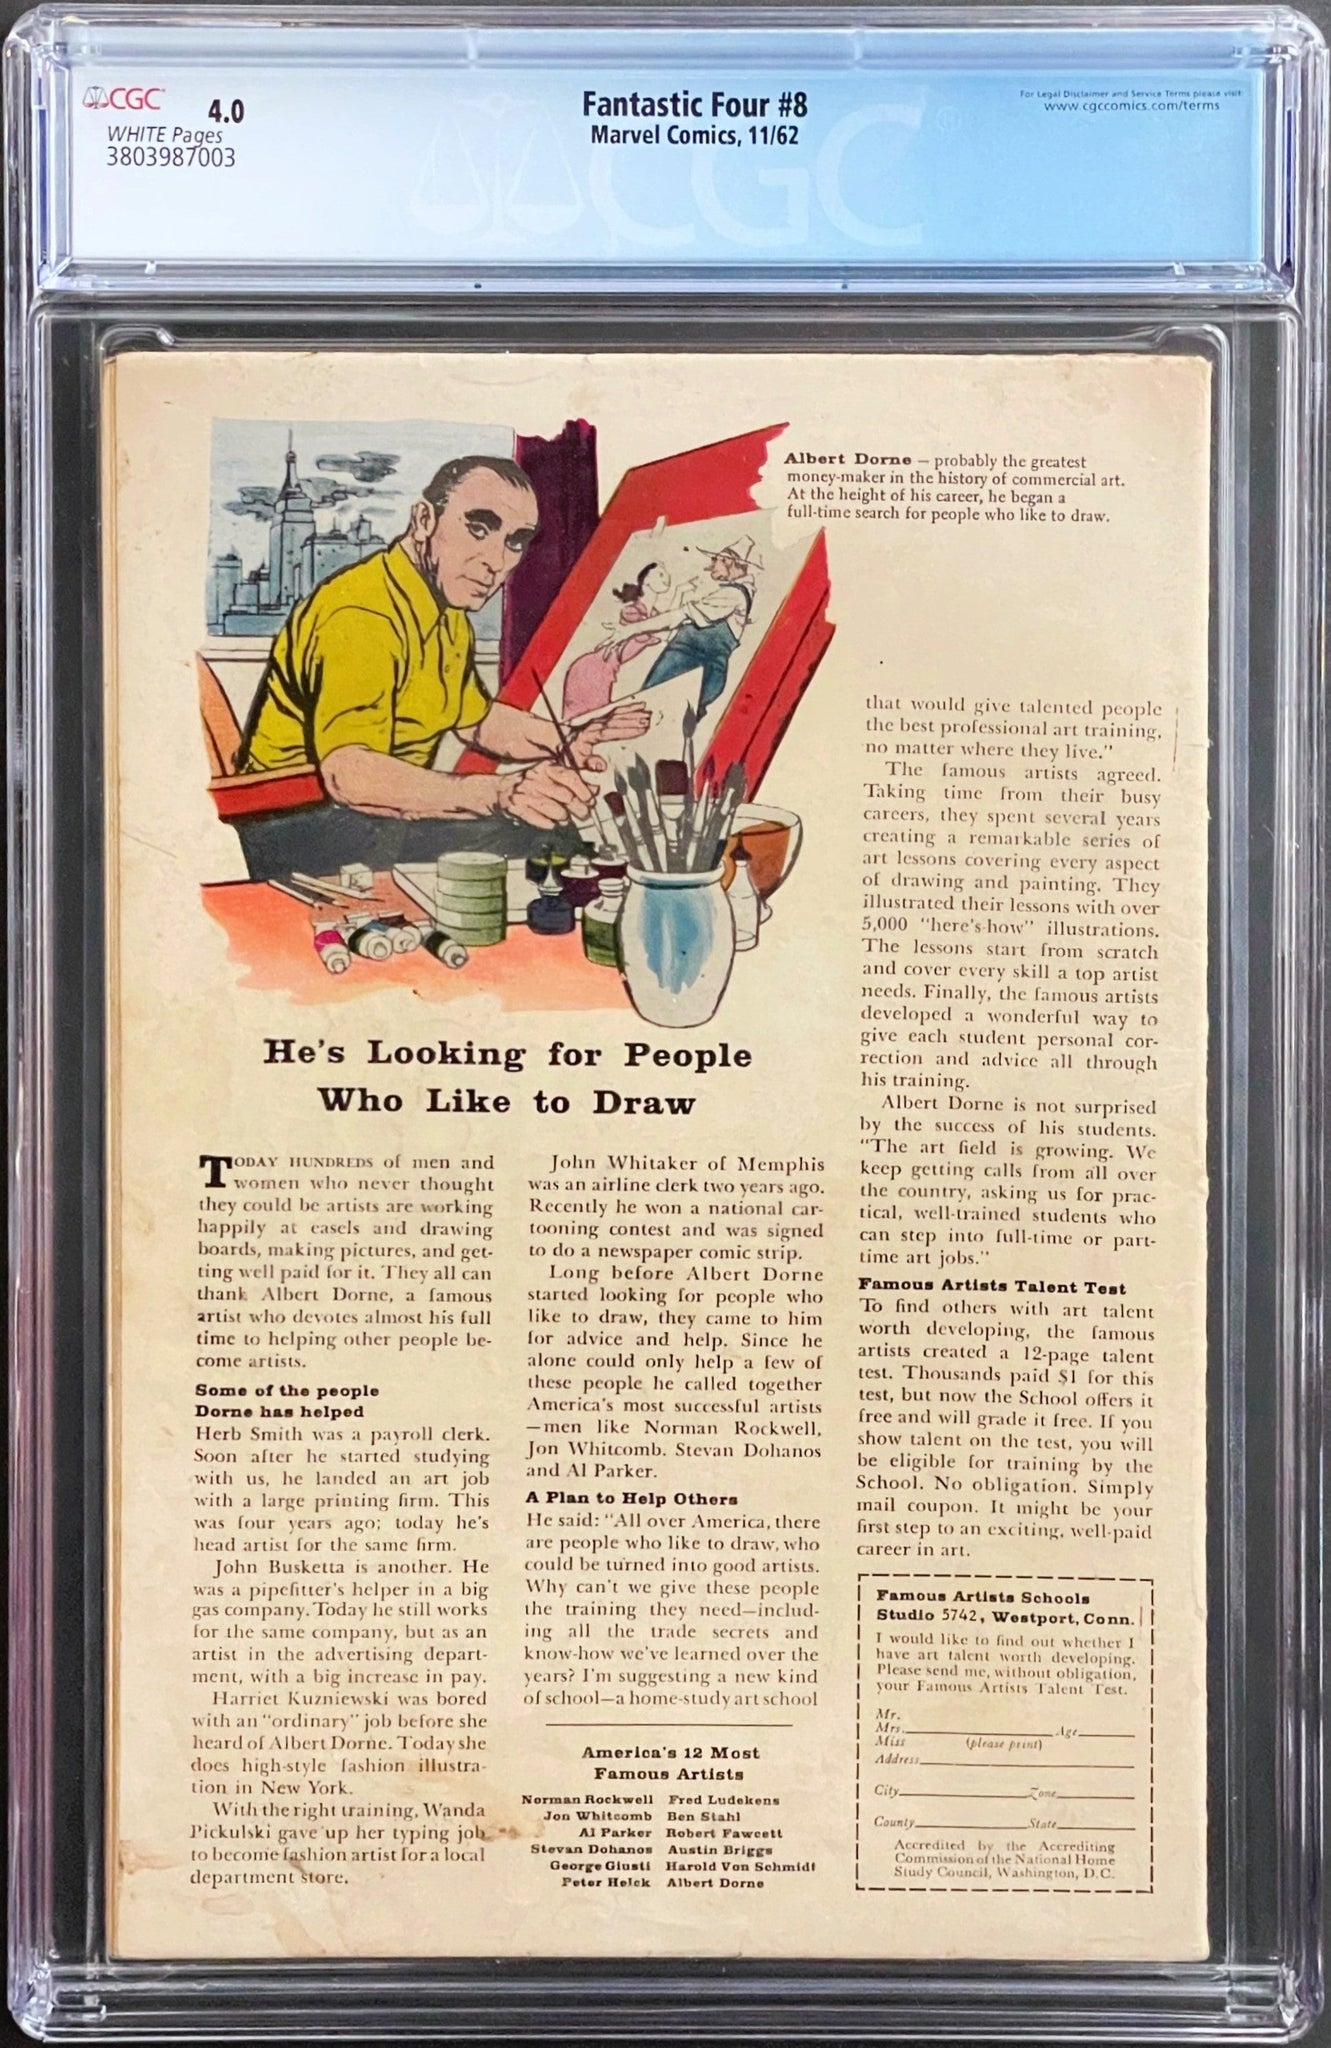 CGC
4.0
WHITE Pages
3803987003
Fantastic Four #8
Marvel Comics, 11/62
For Legal Disclaimer and Service Terms please visit:
www.cgccomics.com/terms
CGC
Albert Dorne — probably the greatest
money-maker in the history of commercial art.
At the height of his career, he began a
full-time search for people who like to draw.
He's Looking for People
Who Like to Draw
TODAY HUNDREDS of men and
women who never thought
they could be artists are working
happily at easels and drawing
boards, making pictures, and get-
ting well paid for it. They all can
thank Albert Dorne, a famous
artist who devotes almost his full
time to helping other people be-
come artists.
Some of the people
Dorne has helped
Herb Smith was a payroll clerk.
Soon after he started studying
with us, he landed an art job
with a large printing firm. This
was four years ago; today he's
head artist for the same firm.
John Busketta is another. He
was a pipefitter's helper in a big
gas company. Today he still works
for the same company, but as an
artist in the advertising depart-
ment, with a big increase in pay.
Harriet Kuzniewski was bored
with an "ordinary" job before she
heard of Albert Dorne. Today she
does high-style fashion illustra-
tion in New York.
With the right training, Wanda
Pickulski gave up her typing job
to become fashion artist for a local
department store.
John Whitaker of Memphis
was an airline clerk two years ago.
Recently he won a national car-
tooning contest and was signed
to do a newspaper comic strip.
Long before Albert Dorne
started looking for people who
like to draw, they came to him
for advice and help. Since he
alone could only help a few of
these people he called together
America's most successful artists
—men like Norman Rockwell,
Jon Whitcomb, Stevan Dohanos
and Al Parker.
A Plan to Help Others
He said: "All over America, there
are people who like to draw, who
could be turned into good artists.
Why can't we give these people
the training they need—includ-
ing all the trade secrets and
know-how we've learned over the
years? I'm suggesting a new kind
of school—a home-study art school
America's 12 Most
Famous Artists
Norman Rockwell Fred Ludekens
Jon Whitcomb Ben Stahl
Al Parker Robert Fawcett
Stevan Dohanos Austin Briggs
George Giusti Harold Von Schmidt
Peter Helck Albert Dorne
that would give talented people
the best professional art training,
no matter where they live."
The famous artists agreed.
Taking time from their busy
careers, they spent several years
creating a remarkable series of
art lessons covering every aspect
of drawing and painting. They
illustrated their lessons with over
5,000 "here's-how" illustrations.
The lessons start from scratch
and cover every skill a top artist
needs. Finally, the famous artists
developed a wonderful way to
give each student personal cor-
rection and advice all through
his training.
Albert Dorne is not surprised
by the success of his students.
"The art field is growing. We
keep getting calls from all over
the country, asking us for prac-
tical, well-trained students who
can step into full-time or part-
time art jobs."
Famous Artists Talent Test
To find others with art talent
worth developing, the famous
artists created a 12-page talent
test. Thousands paid $1 for this
test, but now the School offers it
free and will grade it free. If you
show talent on the test, you will
be eligible for training by the
School. No obligation. Simply
mail coupon. It might be your
first step to an exciting, well-paid
career in art.
Famous Artists Schools
Studio 5742, Westport, Conn.
I would like to find out whether I
have art talent worth developing.
Please send me, without obligation,
your Famous Artists Talent Test.
Mr.
Mrs. Age
Miss (please print)
Address
City Zone
County State
Accredited by the Accrediting
Commission of the National Home
Study Council, Washington, D.C.